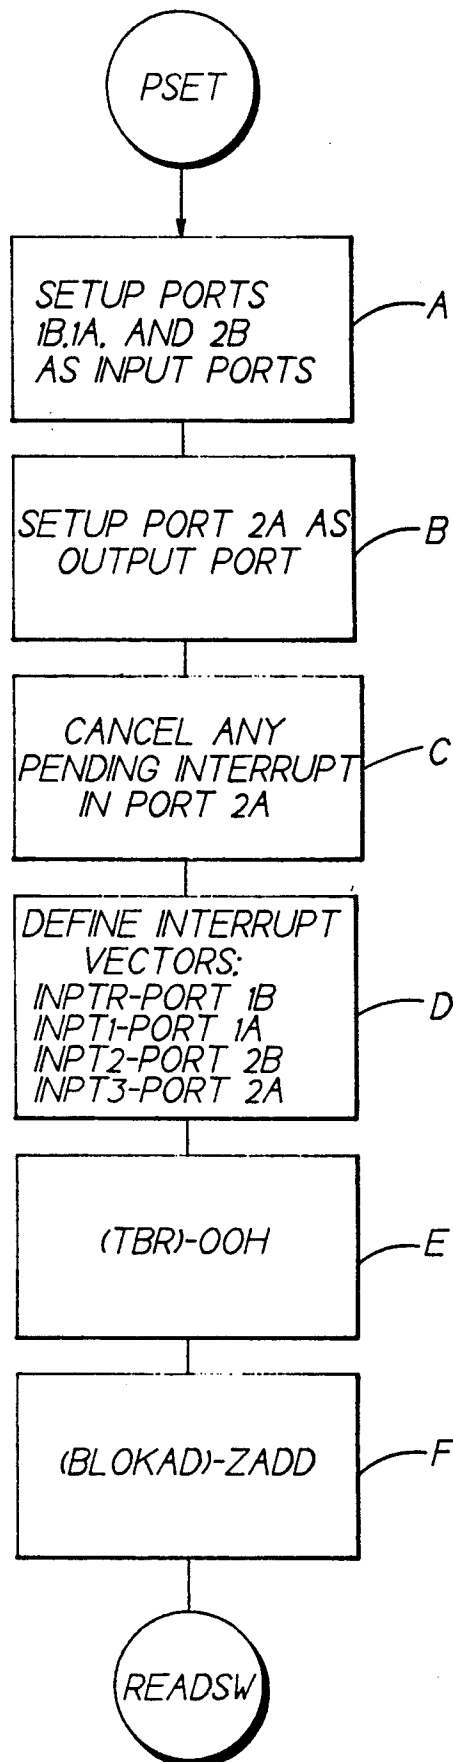 PSET
SETUP PORTS
1B,1A, AND 2B
AS INPUT PORTS
A
SETUP PORT 2A AS
OUTPUT PORT
B
CANCEL ANY
PENDING INTERRUPT
IN PORT 2A
C
DEFINE INTERRUPT
VECTORS:
INPTR-PORT 1B
INPT1-PORT 1A
INPT2-PORT 2B
INPT3-PORT 2A
D
(TBR)-00H
E
(BLOKAD)-ZADD
F
READSW